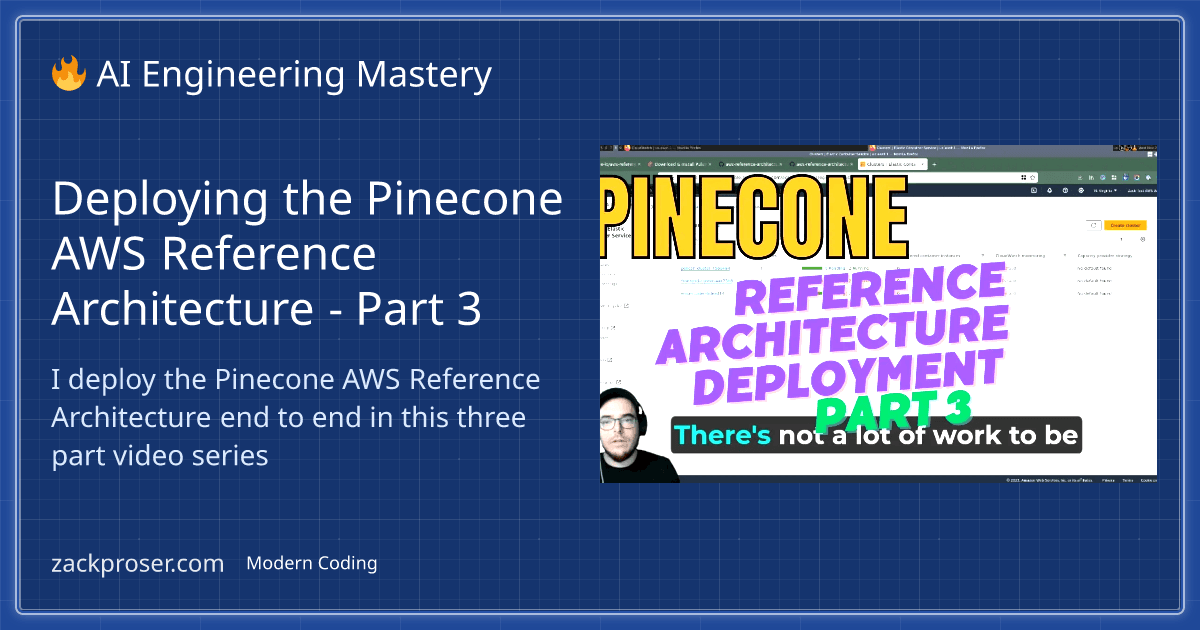 🔥 AI Engineering Mastery
Deploying the Pinecone
AWS Reference
Architecture - Part 3
I deploy the Pinecone AWS Reference
Architecture end to end in this three
part video series
zackproser.com Modern Coding
PINECONE
REFERENCE
ARCHITECTURE
DEPLOYMENT
PART 3
There's not a lot of work to be
Create cluster